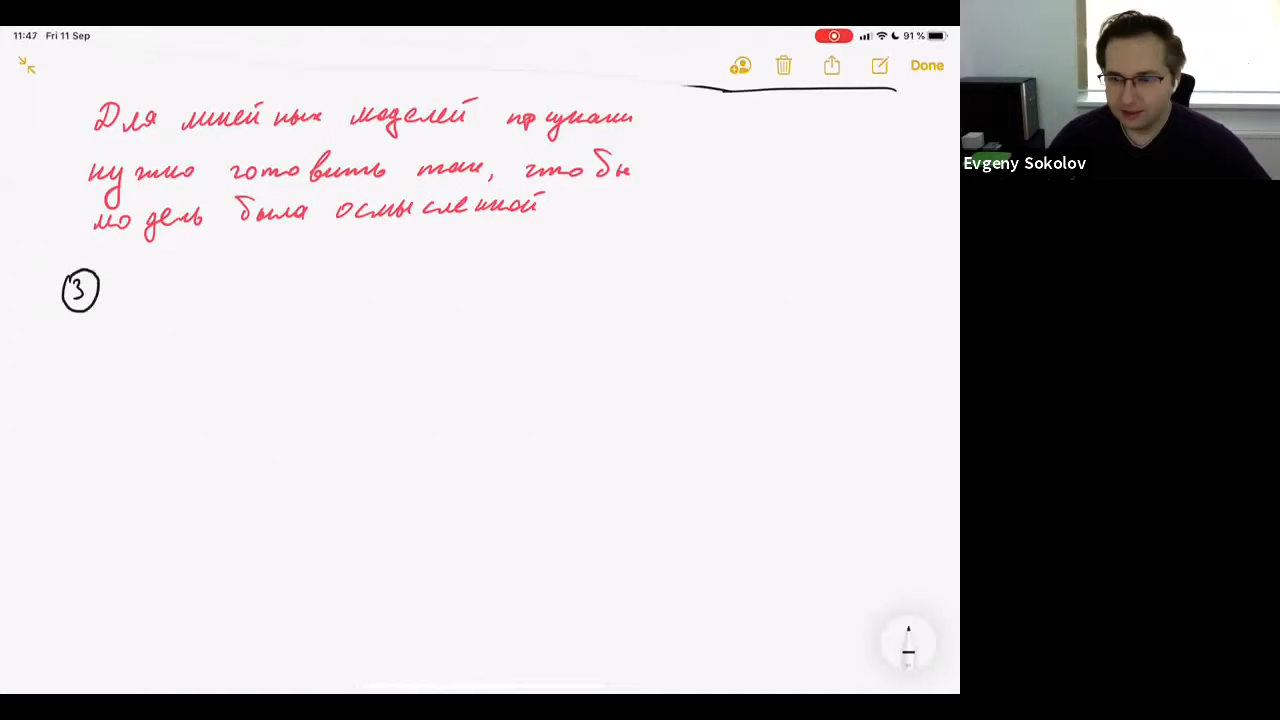 11:47 Fri 11 Sep
91 %
Done
Для линейных моделей признаки
нужно готовить так, чтобы
модель была осмысленной
3
Evgeny Sokolov